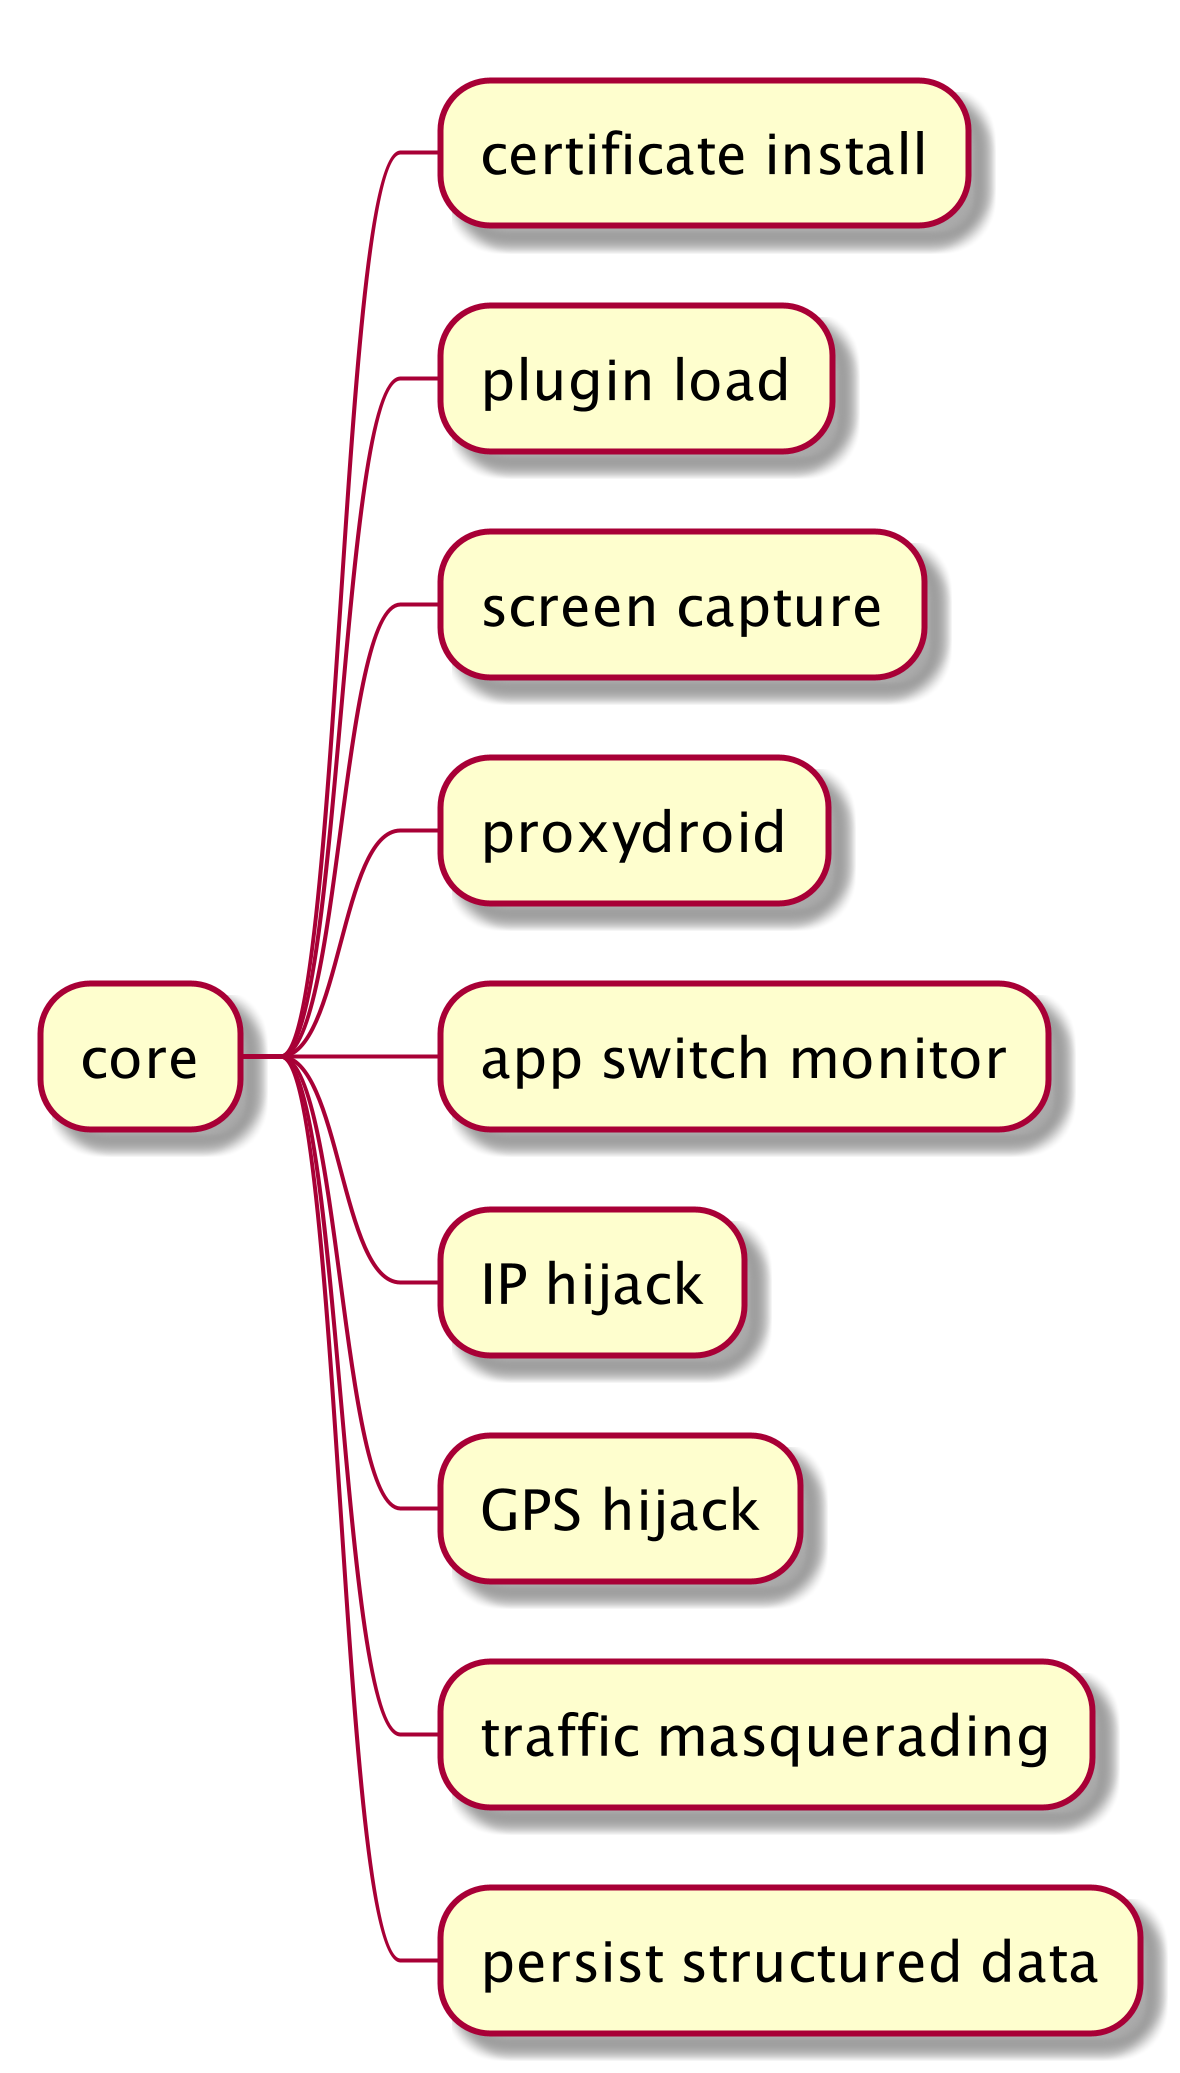 certificate install
plugin load
screen capture
proxydroid
core
app switch monitor
IP hijack
GPS hijack
traffic masquerading
persist structured data